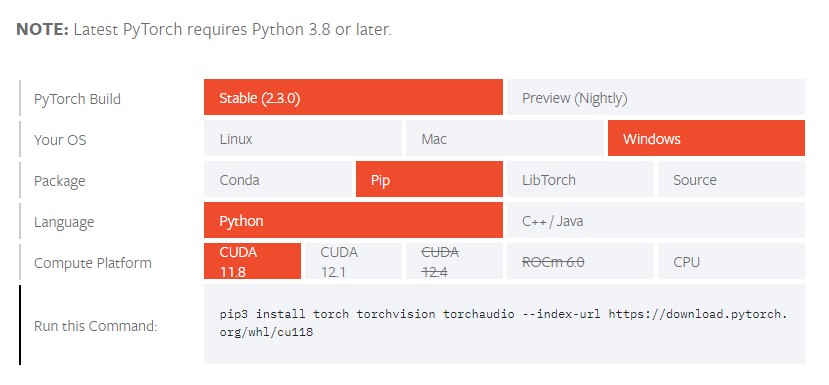 NOTE: Latest PyTorch requires Python 3.8 or later.
PyTorch Build
Stable (2.3.0)
Preview (Nightly)
Your OS
Linux
Mac
Windows
Package
Conda
Pip
LibTorch
Source
Language
Python
C++ / Java
Compute Platform
CUDA
11.8
CUDA
12.1
CUDA
12.4
ROCm 6.0
CPU
Run this Command:
pip3 install torch torchvision torchaudio --index-url https://download.pytorch.
org/whl/cu118